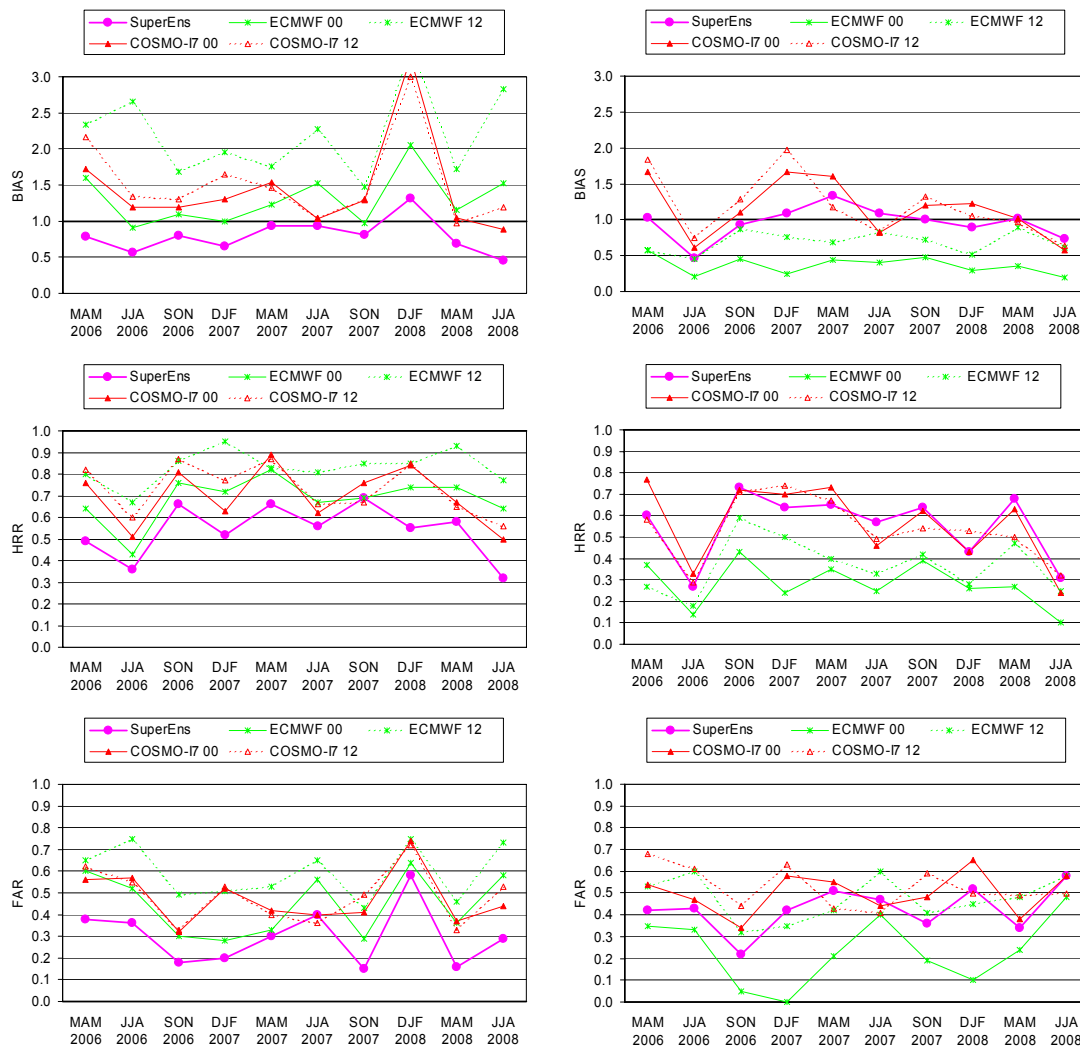 SuperEns ECMWF 00 ECMWF 12
COSMO-I7 00 COSMO-I7 12
3.0
2.5
2.0
1.5
1.0
0.5
0.0
BIAS
MAM JJA SON DJF MAM JJA SON DJF MAM JJA
2006 2006 2006 2007 2007 2007 2007 2008 2008 2008
SuperEns ECMWF 00 ECMWF 12
COSMO-I7 00 COSMO-I7 12
3.0
2.5
2.0
1.5
1.0
0.5
0.0
BIAS
MAM JJA SON DJF MAM JJA SON DJF MAM JJA
2006 2006 2006 2007 2007 2007 2007 2008 2008 2008
SuperEns ECMWF 00 ECMWF 12
COSMO-I7 00 COSMO-I7 12
1.0
0.9
0.8
0.7
0.6
0.5
0.4
0.3
0.2
0.1
0.0
HRR
MAM JJA SON DJF MAM JJA SON DJF MAM JJA
2006 2006 2006 2007 2007 2007 2007 2008 2008 2008
SuperEns ECMWF 00 ECMWF 12
COSMO-I7 00 COSMO-I7 12
1.0
0.9
0.8
0.7
0.6
0.5
0.4
0.3
0.2
0.1
0.0
HRR
MAM JJA SON DJF MAM JJA SON DJF MAM JJA
2006 2006 2006 2007 2007 2007 2007 2008 2008 2008
SuperEns ECMWF 00 ECMWF 12
COSMO-I7 00 COSMO-I7 12
1.0
0.9
0.8
0.7
0.6
0.5
0.4
0.3
0.2
0.1
0.0
FAR
MAM JJA SON DJF MAM JJA SON DJF MAM JJA
2006 2006 2006 2007 2007 2007 2007 2008 2008 2008
SuperEns ECMWF 00 ECMWF 12
COSMO-I7 00 COSMO-I7 12
1.0
0.9
0.8
0.7
0.6
0.5
0.4
0.3
0.2
0.1
0.0
FAR
MAM JJA SON DJF MAM JJA SON DJF MAM JJA
2006 2006 2006 2007 2007 2007 2007 2008 2008 2008